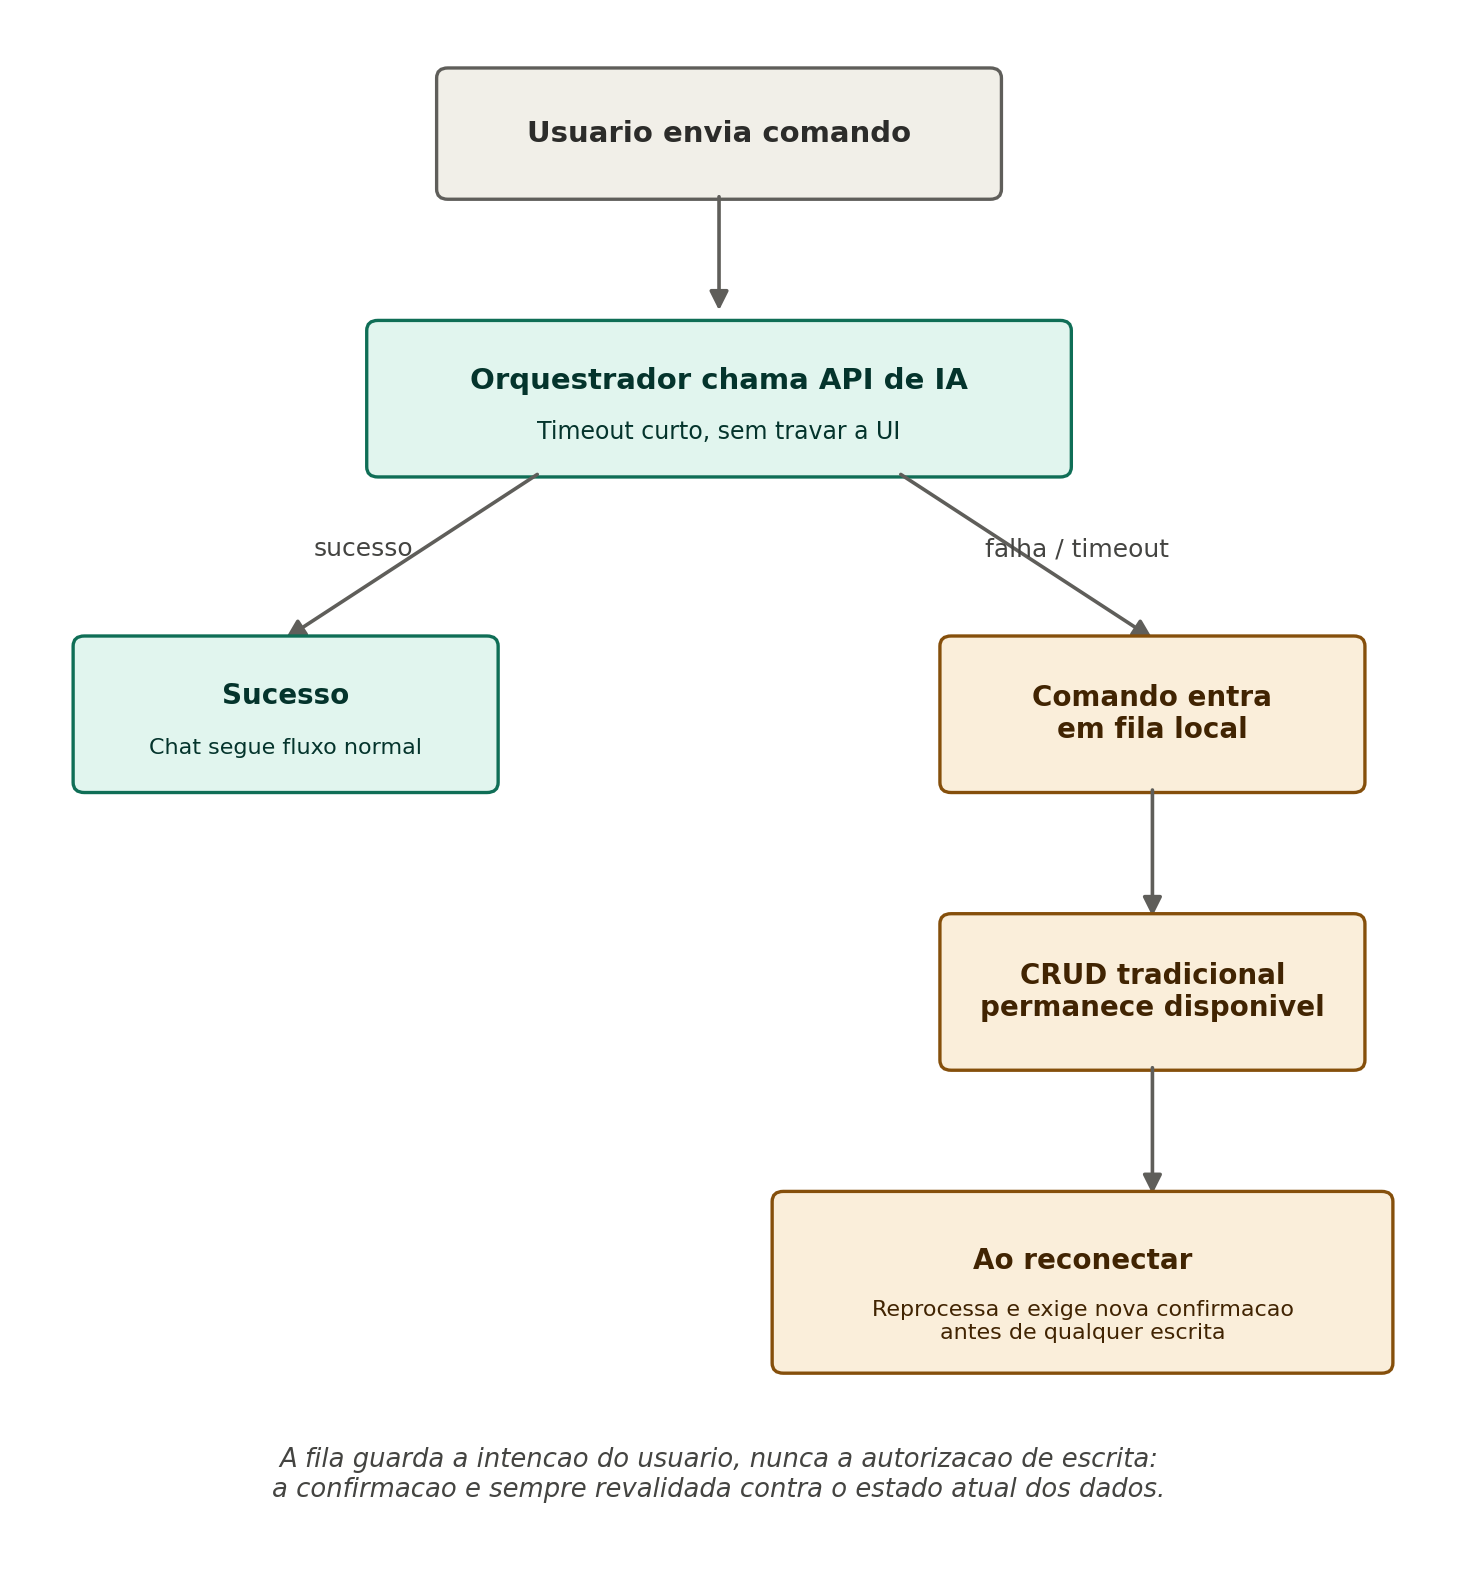 Usuario envia comando
Orquestrador chama API de IA
Timeout curto, sem travar a UI
sucesso
falha / timeout
Sucesso
Chat segue fluxo normal
Comando entra
em fila local
CRUD tradicional
permanece disponivel
Ao reconectar
Reprocessa e exige nova confirmacao
antes de qualquer escrita
A fila guarda a intencao do usuario, nunca a autorizacao de escrita:
a confirmacao e sempre revalidada contra o estado atual dos dados.